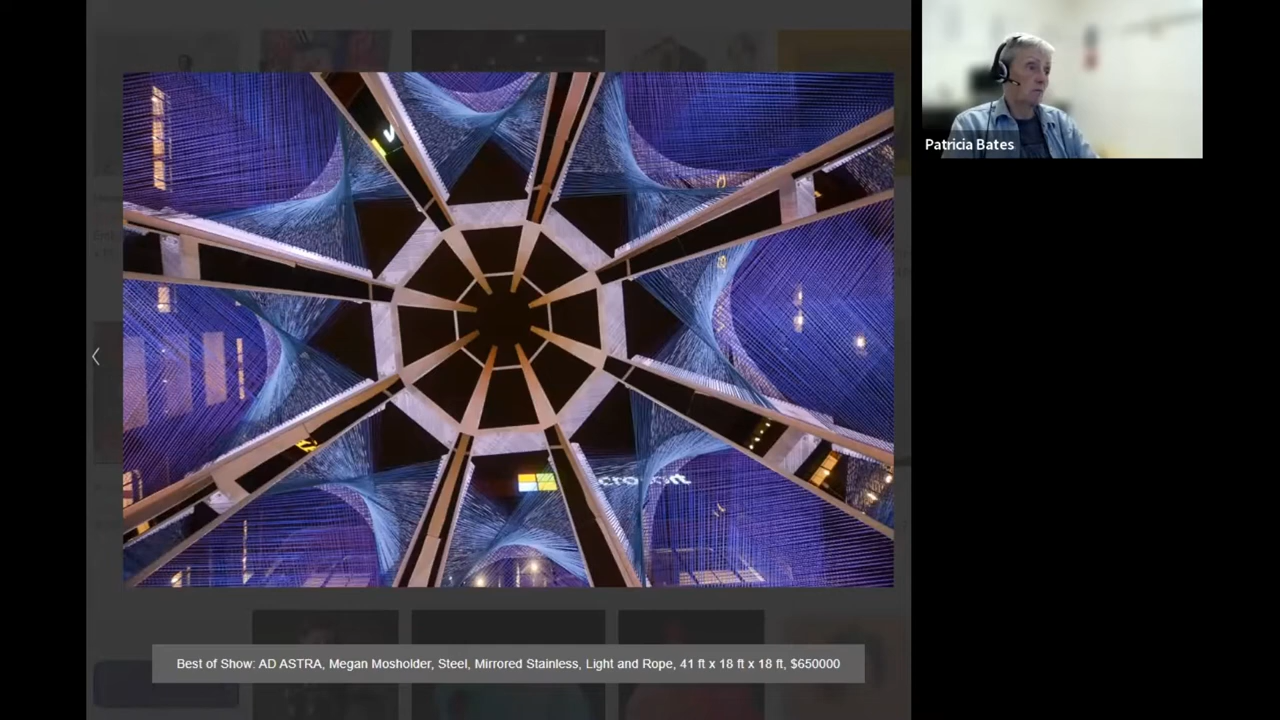 Patricia Bates
Best of Show: AD ASTRA, Megan Mosholder, Steel, Mirrored Stainless, Light and Rope, 41 ft x 18 ft x 18 ft, $650000